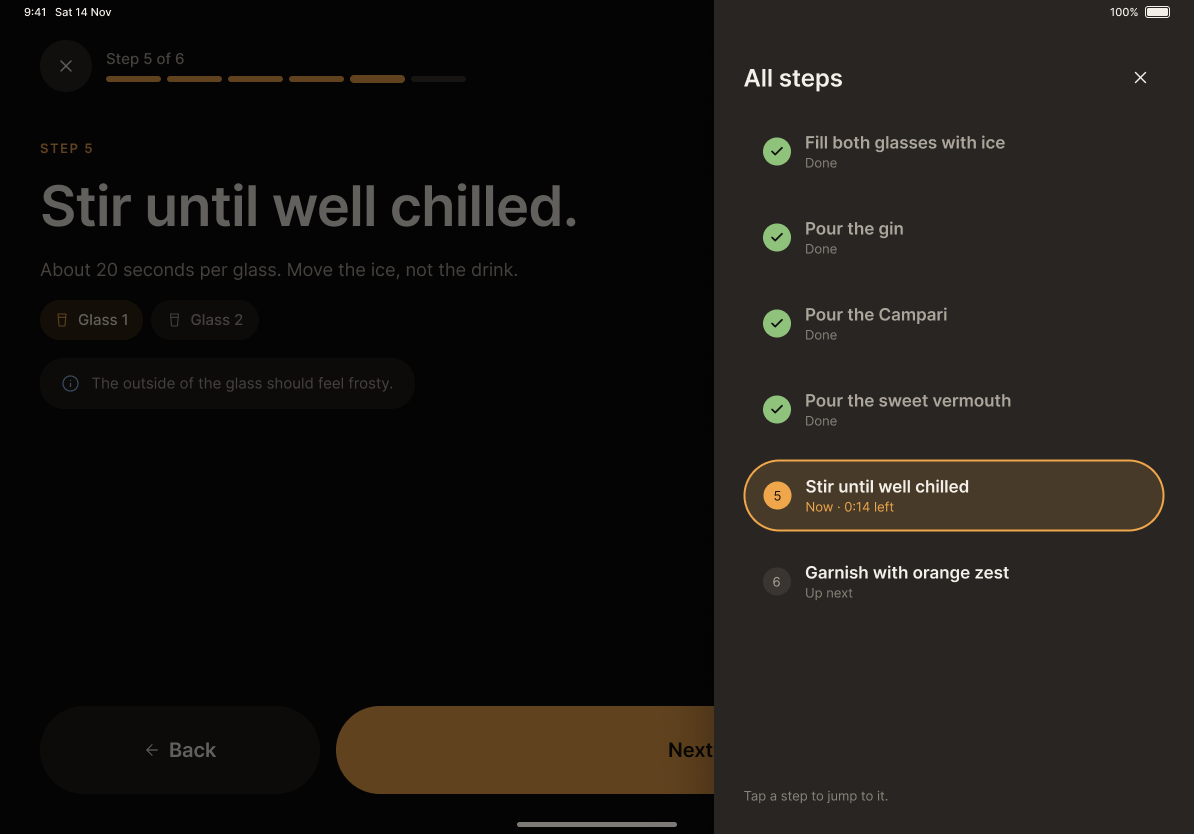 9:41 Sat 14 Nov
100%
Step 5 of 6
STEP 5
Stir until well chilled.
About 20 seconds per glass. Move the ice, not the drink.
Glass 1
Glass 2
The outside of the glass should feel frosty.
Back
Next
All steps
Fill both glasses with ice
Done
Pour the gin
Done
Pour the Campari
Done
Pour the sweet vermouth
Done
5
Stir until well chilled
Now · 0:14 left
6
Garnish with orange zest
Up next
Tap a step to jump to it.